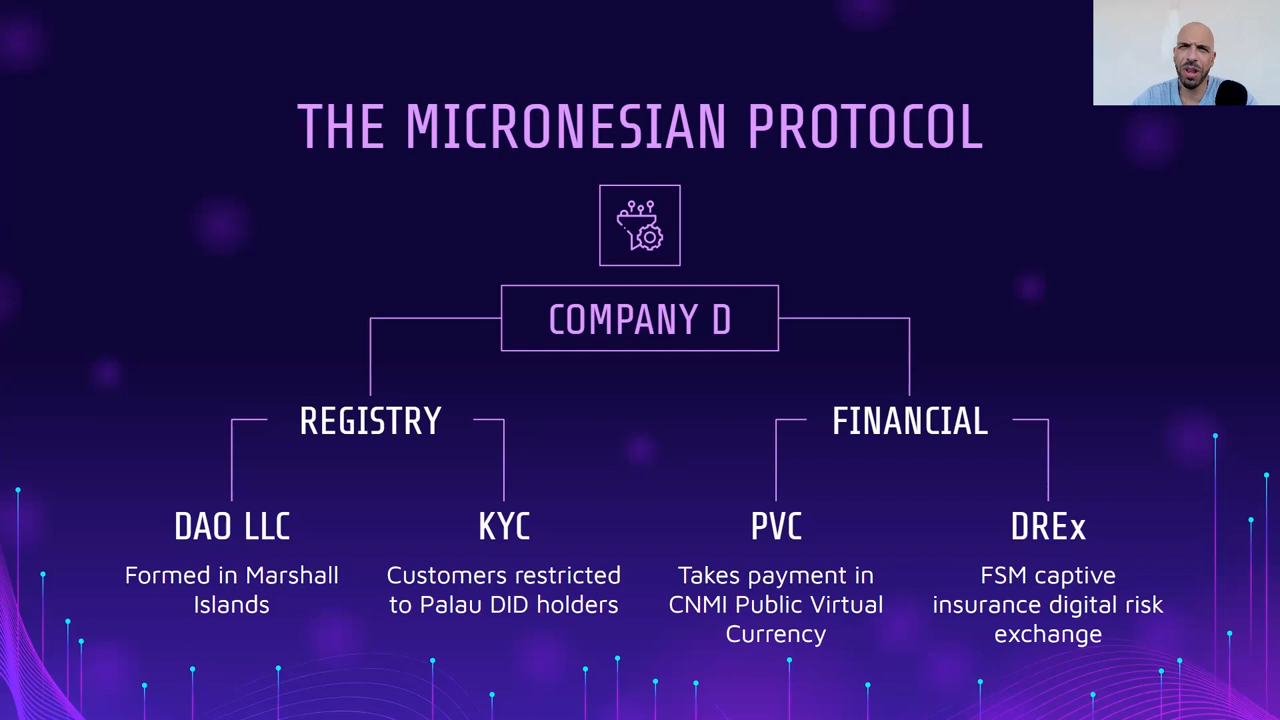 THE MICRONESIAN PROTOCOL
COMPANY D
REGISTRY
FINANCIAL
DAO LLC
Formed in Marshall
Islands
KYC
Customers restricted
to Palau DID holders
PVC
Takes payment in
CNMI Public Virtual
Currency
DREx
FSM captive
insurance digital risk
exchange